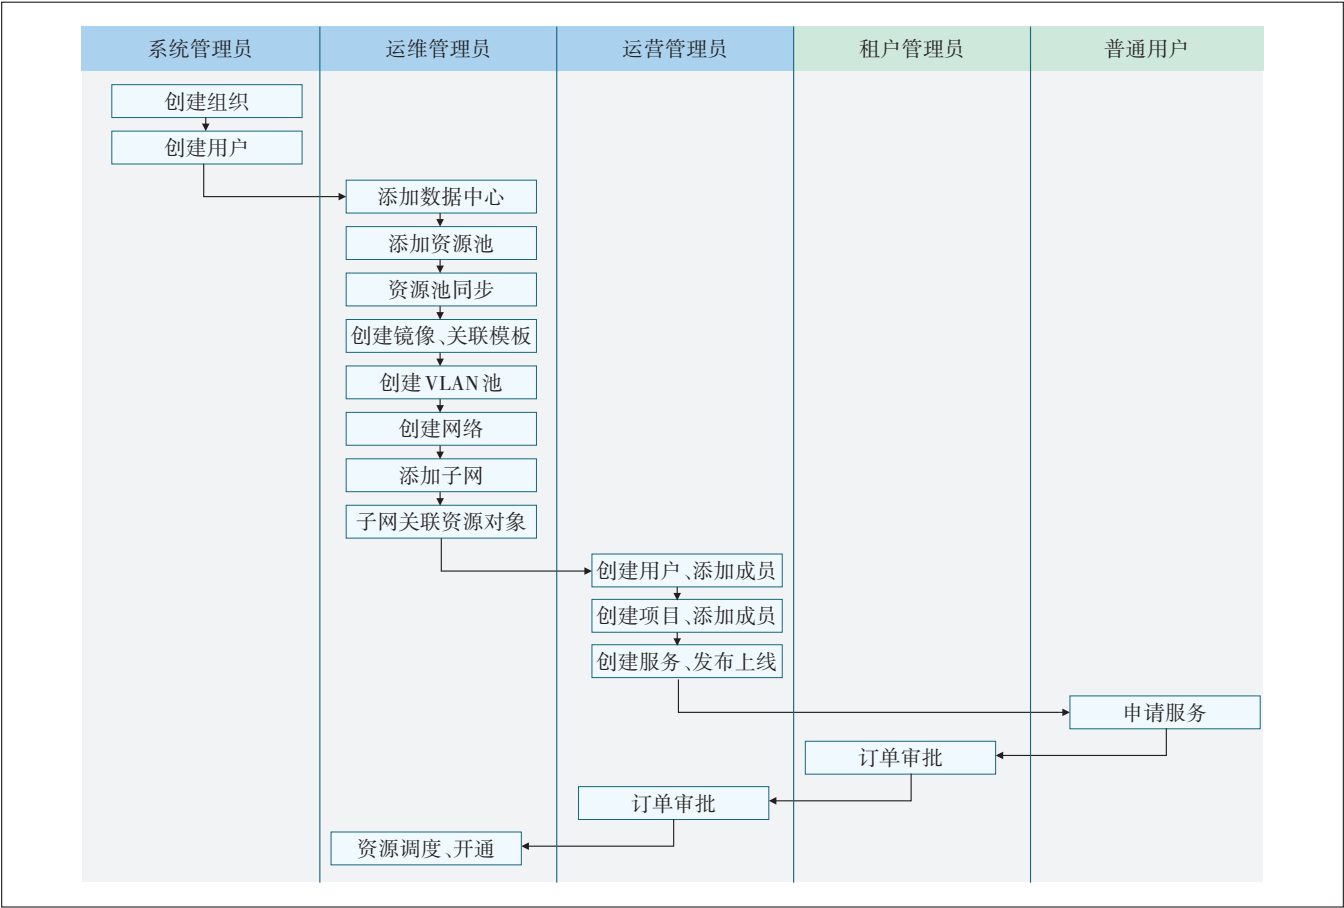 系统管理员
运维管理员
运营管理员
租户管理员
普通用户
创建组织
创建用户
添加数据中心
添加资源池
资源池同步
创建镜像、关联模板
创建VLAN池
创建网络
添加子网
子网关联资源对象
创建用户、添加成员
创建项目、添加成员
创建服务、发布上线
申请服务
订单审批
订单审批
资源调度、开通